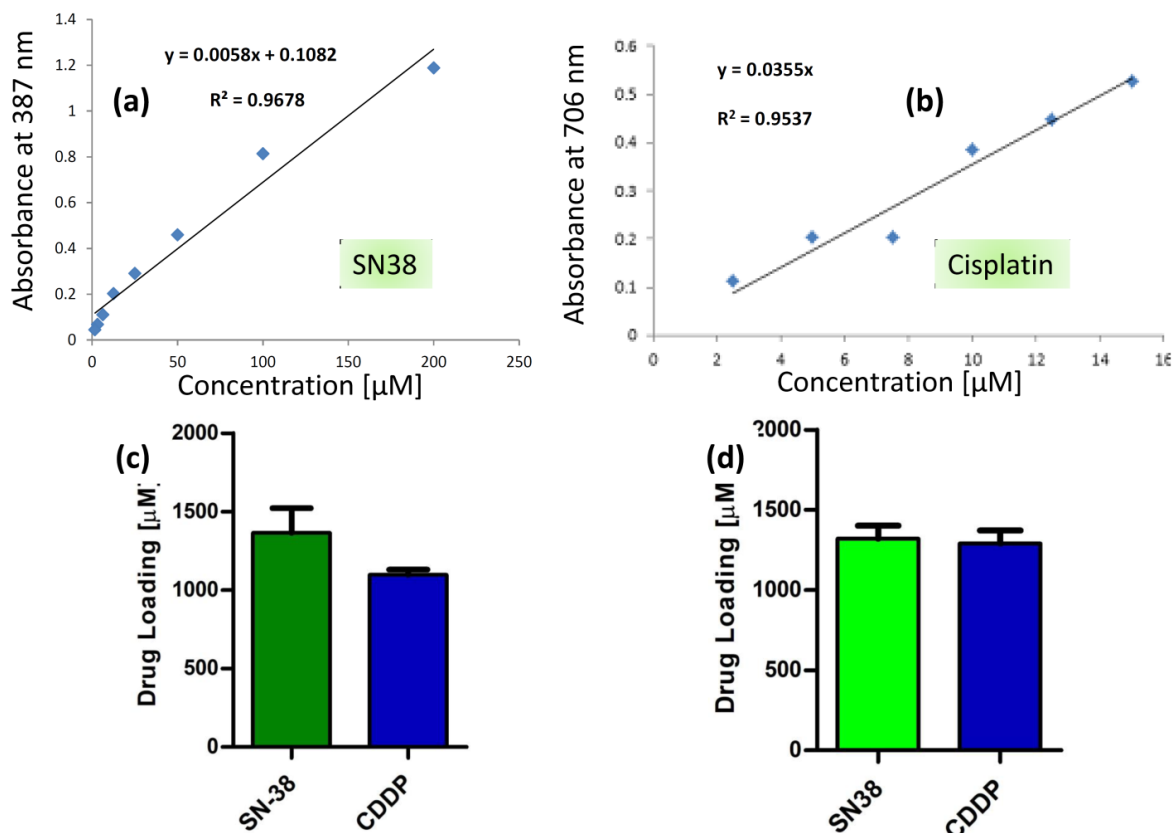 1.4
1.2
1
0.8
0.6
0.4
0.2
0
0 50 100 150 200 250
Absorbance at 387 nm
Concentration [µM]
(a)
y = 0.0058x + 0.1082
R² = 0.9678
SN38
0.6
0.5
0.4
0.3
0.2
0.1
0
0 2 4 6 8 10 12 14 16
Absorbance at 706 nm
Concentration [µM]
(b)
y = 0.0355x
R² = 0.9537
Cisplatin
(c)
2000
1500
1000
500
0
Drug Loading [µM]
SN-38
CDDP
(d)
2000
1500
1000
500
0
Drug Loading [µM
SN38
CDDP